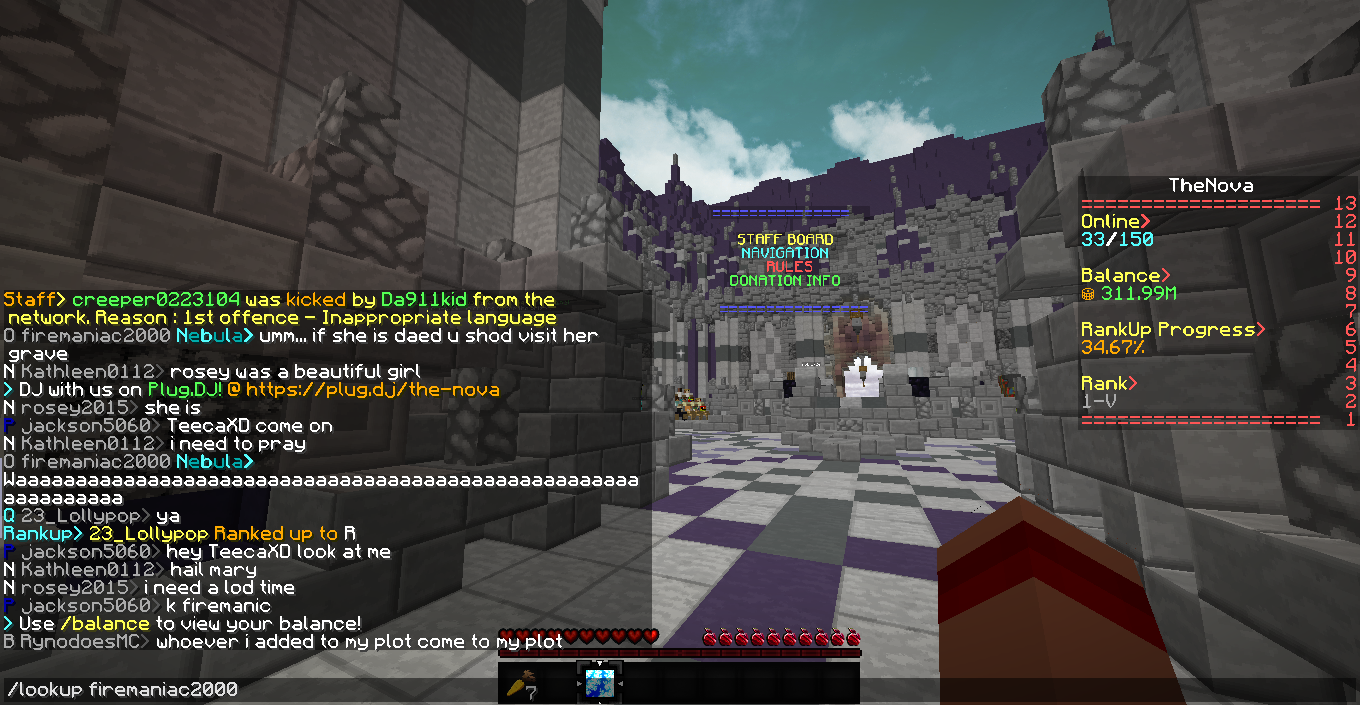 Staff> creeper0223104 was kicked by Da911kid from the
network. Reason : 1st offence - Inappropriate language
O firemaniac2000 Nebula> umm... if she is daed u shod visit her
grave
N Kathleen0112> rosey was a beautiful girl
> DJ with us on Plug.DJ! @ https://plug.dj/the-nova
N rosey2015> she is
P jackson5060> TeecaXD come on
N Kathleen0112> i need to pray
O firemaniac2000 Nebula>
Waaaaaaaaaaaaaaaaaaaaaaaaaaaaaaaaaaaaaaaaaaaaaaaaaaa
aaaaaaaaaa
Q 23_Lollypop> ya
Rankup> 23_Lollypop Ranked up to R
P jackson5060> hey TeecaXD look at me
N Kathleen0112> hail mary
N rosey2015> i need a lod time
P jackson5060> k firemanic
> Use /balance to view your balance!
B RynodoesMC> whoever i added to my plot come to my plot
/lookup firemaniac2000
7
STAFF BOARD
NAVIGATION
RULES
DONATION INFO
TheNova
==================== 13
Online> 12
33/150 11
10
Balance> 9
311.99M 8
7
RankUp Progress> 6
34.67% 5
4
Rank> 3
1-V 2
==================== 1